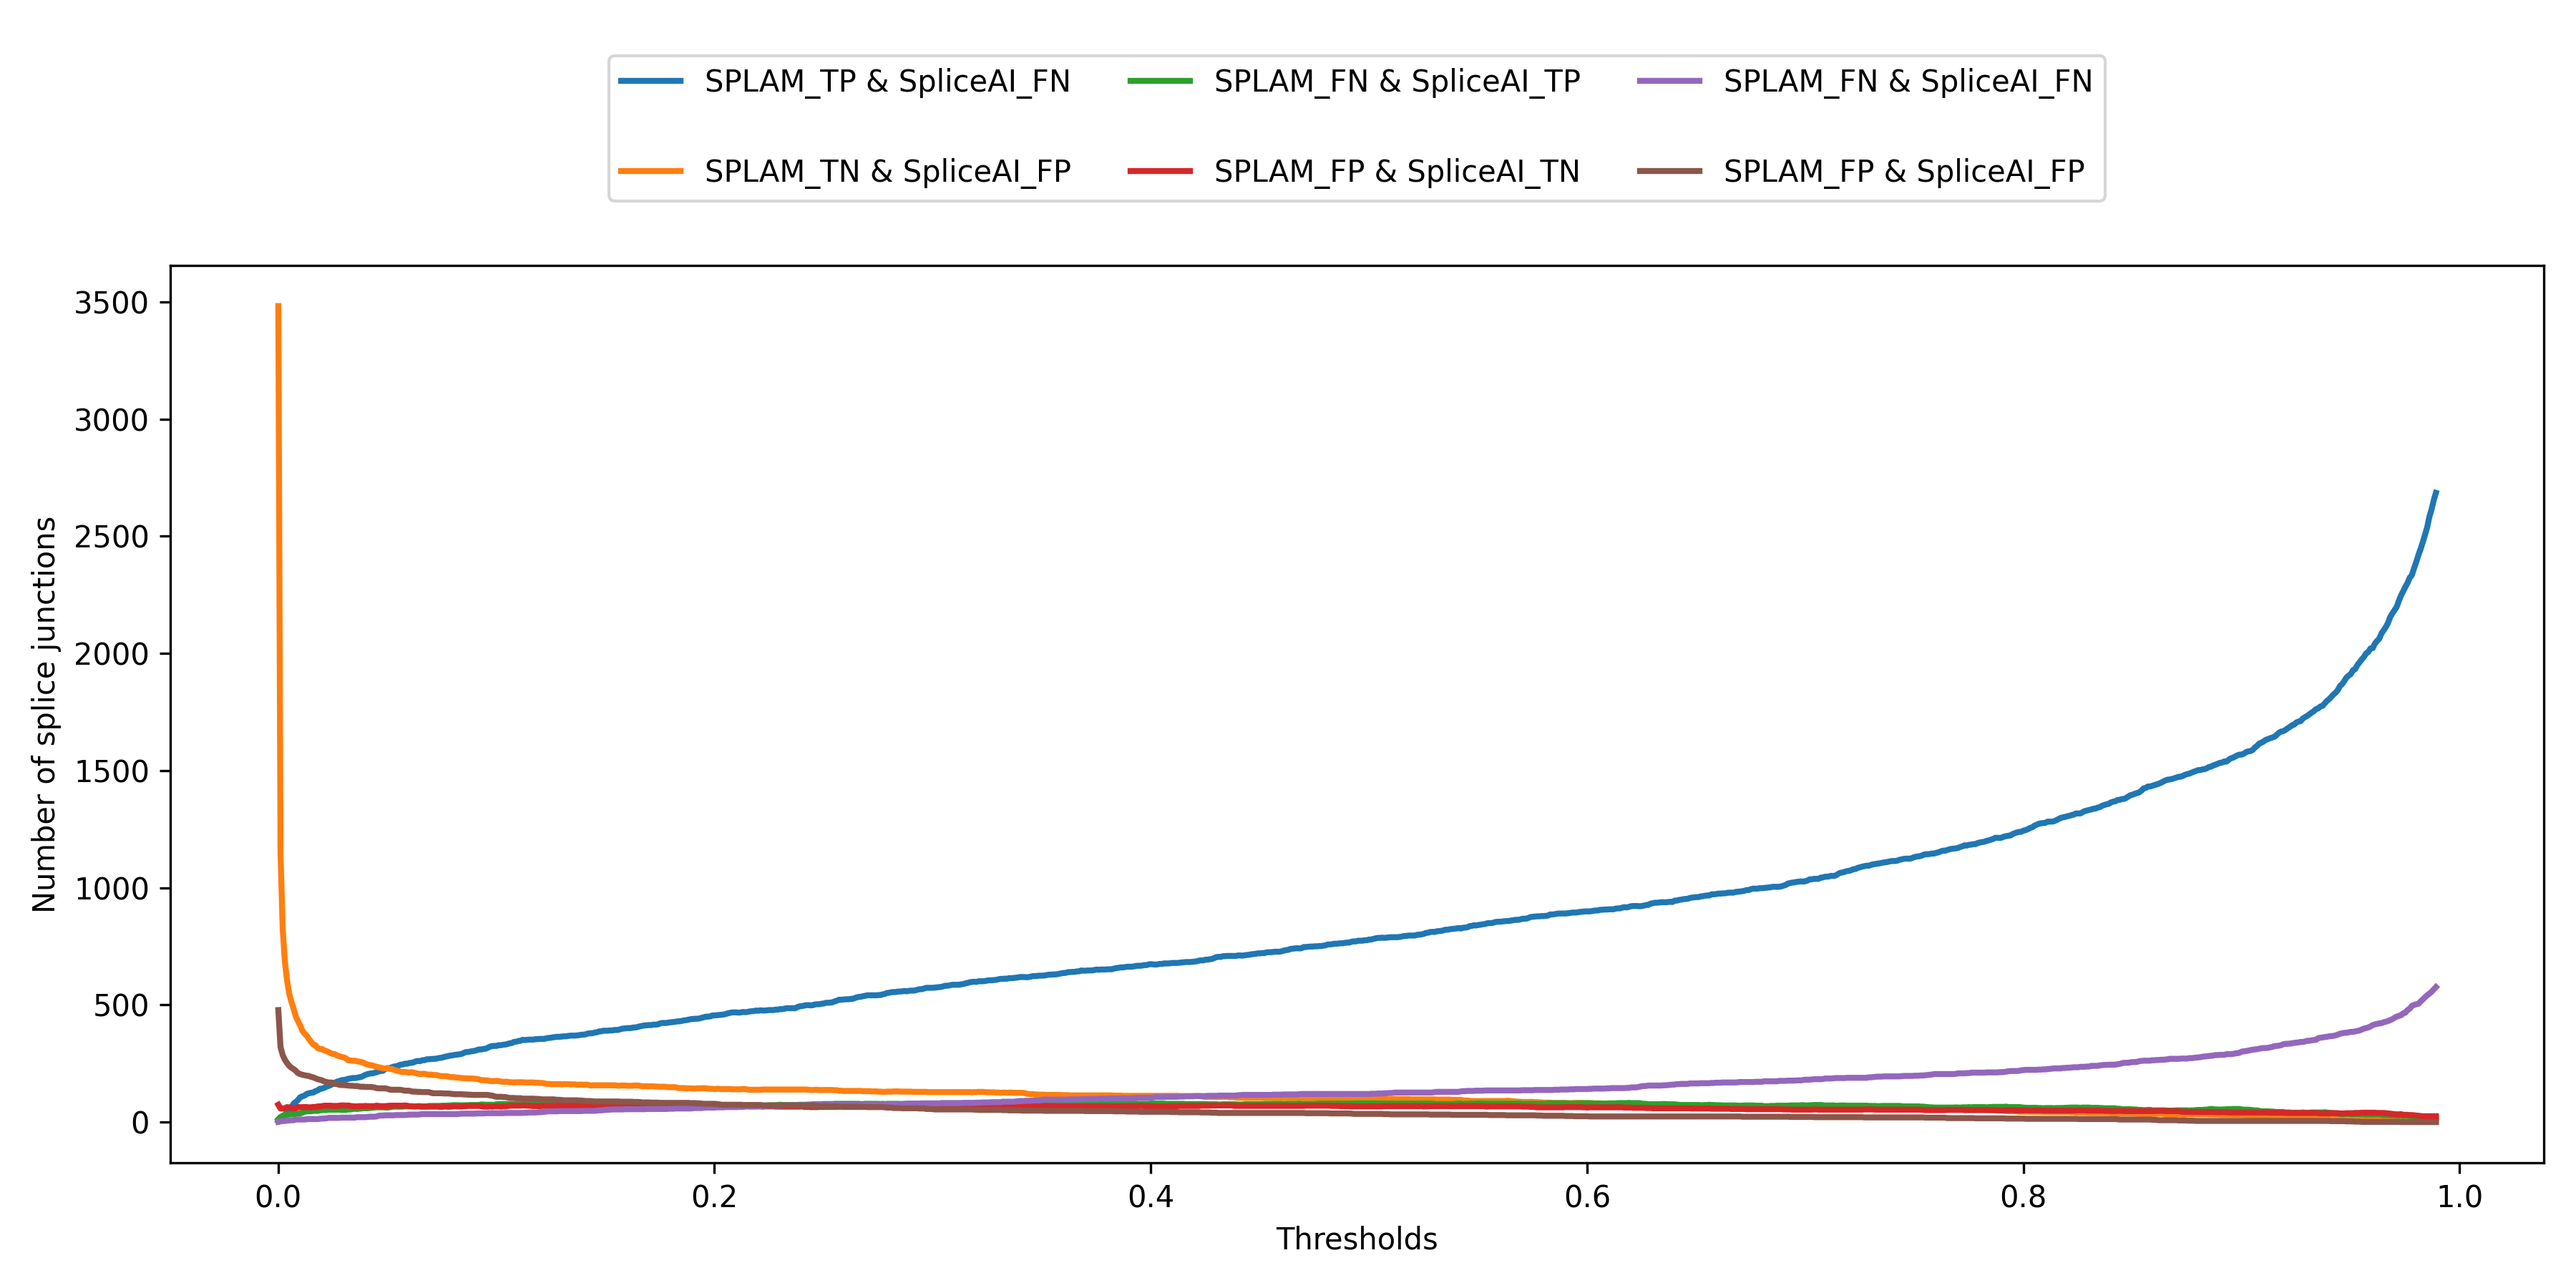 SPLAM_TP & SpliceAI_FN SPLAM_FN & SpliceAI_TP SPLAM_FN & SpliceAI_FN
SPLAM_TN & SpliceAI_FP SPLAM_FP & SpliceAI_TN SPLAM_FP & SpliceAI_FP
3500
3000
2500
2000
1500
1000
500
0
Number of splice junctions
0.0 0.2 0.4 0.6 0.8 1.0
Thresholds